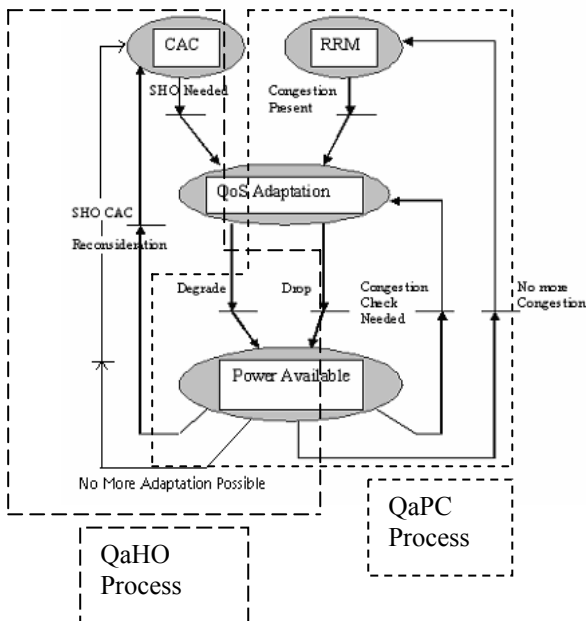 CAC
RRM
SHO Needed
Congestion
Present
QoS Adaptation
SHO CAC
Reconsideration
Degrade
Drop
Congestion
Check
Needed
No more
Congestion
Power Available
No More Adaptation Possible
QaPC
Process
QaHO
Process